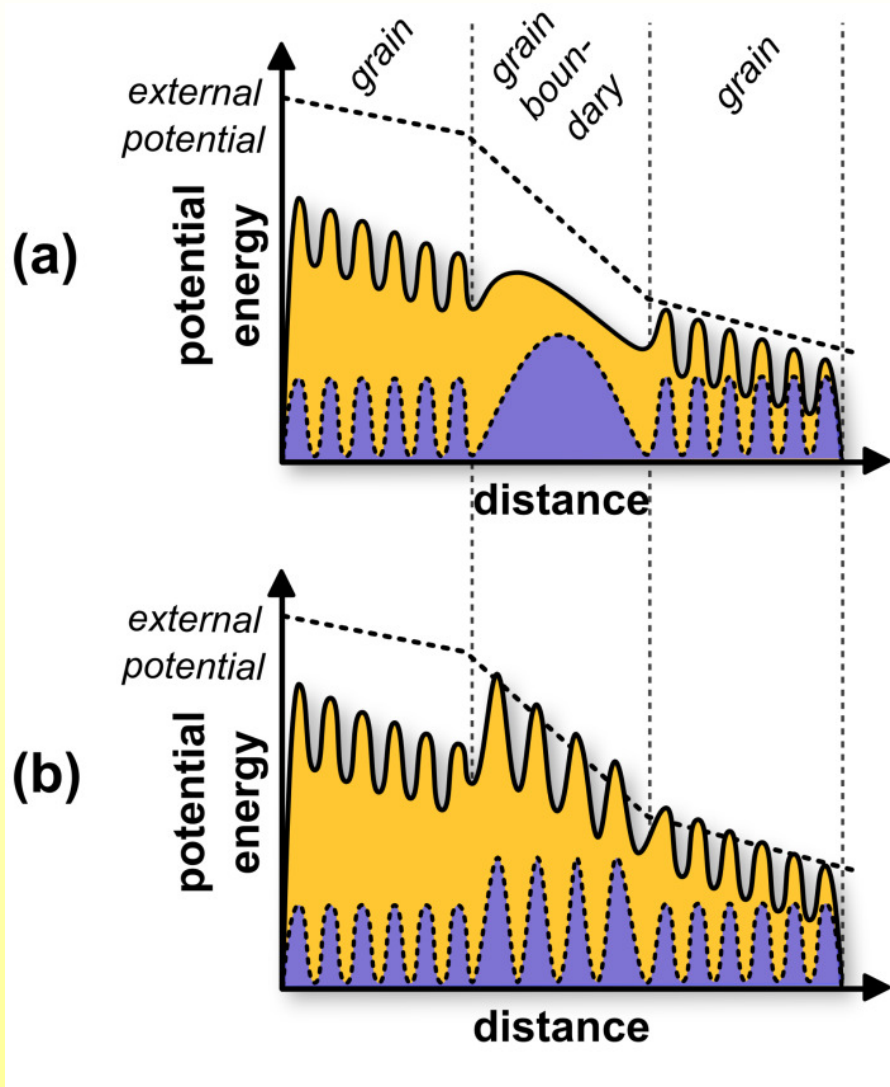 grain
grain
boun-
dary
grain
external
potential
potential
energy
(a)
distance
external
potential
potential
energy
(b)
distance